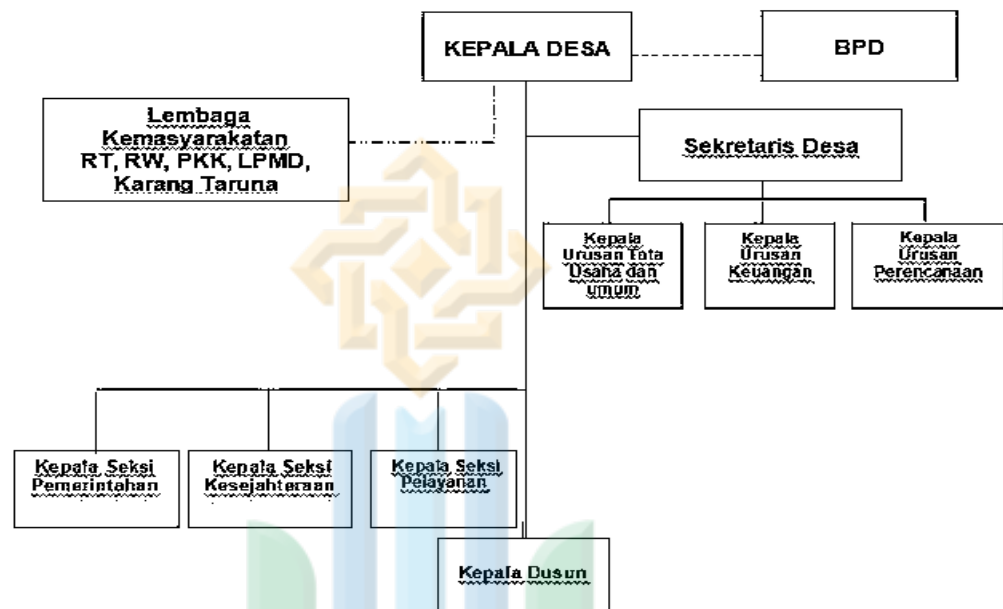 KEPALA DESA
BPD
Lembaga
Kemasyarakatan
RT, RW, PKK, LPMD,
Karang Taruna
Sekretaris Desa
Kepala
Urusan Tata
Usaha dan
umum
Kepala
Urusan
Keuangan
Kepala
Urusan
Perencanaan
Kepala Seksi
Pemerintahan
Kepala Seksi
Kesejahteraan
Kepala Seksi
Pelayanan
Kepala Dusun